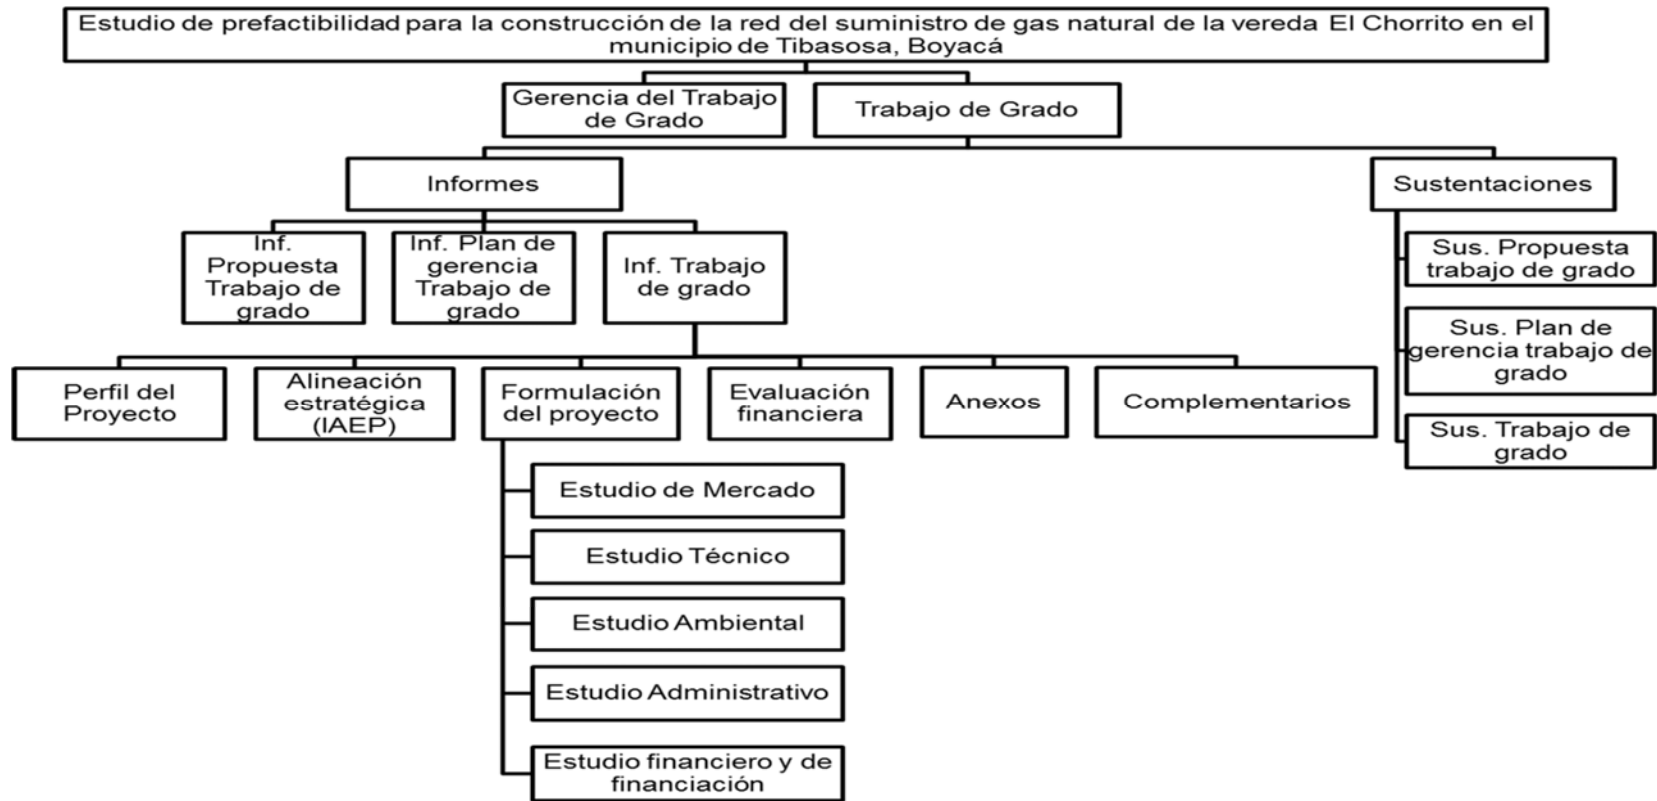 Estudio de prefactibilidad para la construcción de la red del suministro de gas natural de la vereda El Chorrito en el
municipio de Tibasosa, Boyacá
Gerencia del Trabajo
de Grado
Trabajo de Grado
Informes
Sustentaciones
Inf.
Propuesta
Trabajo de
grado
Inf. Plan de
gerencia
Trabajo de
grado
Inf. Trabajo
de grado
Sus. Propuesta
trabajo de grado
Sus. Plan de
gerencia trabajo de
grado
Sus. Trabajo de
grado
Perfil del
Proyecto
Alineación
estratégica
(IAEP)
Formulación
del proyecto
Evaluación
financiera
Anexos
Complementarios
Estudio de Mercado
Estudio Técnico
Estudio Ambiental
Estudio Administrativo
Estudio financiero y de
financiación